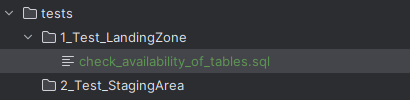 tests
1_Test_LandingZone
check_availability_of_tables.sql
2_Test_StagingArea